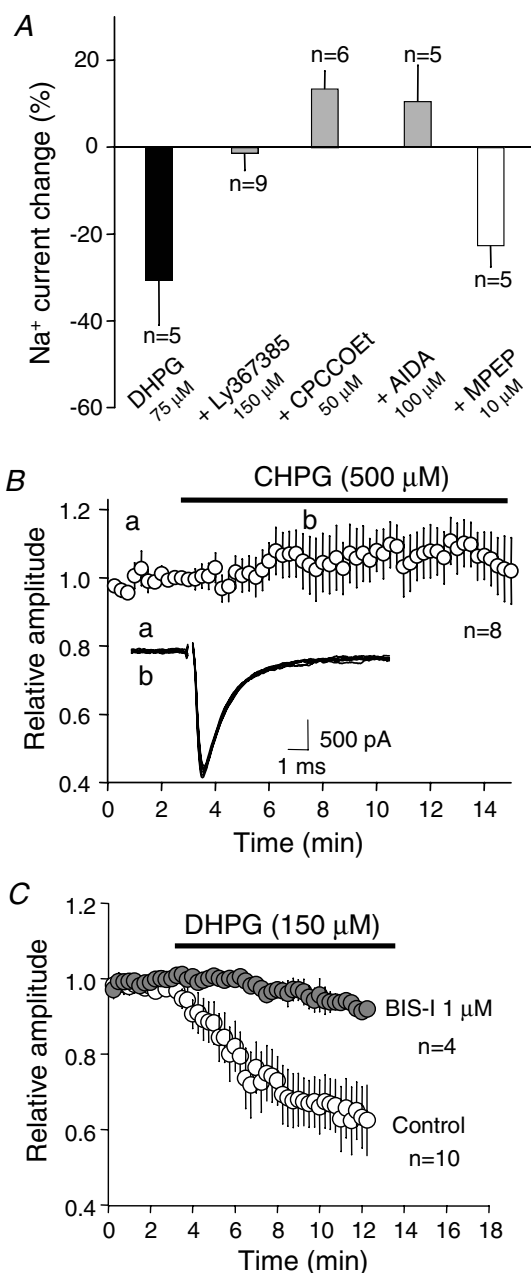 A
Na+ current change (%)
20
0
-20
-40
-60
n=5
n=9
n=6
n=5
n=5
DHPG
75 μM
+ Ly367385
150 μM
+ CPCCOEt
50 μM
+ AIDA
100 μM
+ MPEP
10 μM
B
CHPG (500 μM)
Relative amplitude
1.2
1.0
0.8
0.6
0.4
a
b
n=8
a
b
500 pA
1 ms
0 2 4 6 8 10 12 14
Time (min)
C
DHPG (150 μM)
Relative amplitude
1.2
1.0
0.8
0.6
0.4
BIS-I 1 μM
n=4
Control
n=10
0 2 4 6 8 10 12 14 16 18
Time (min)